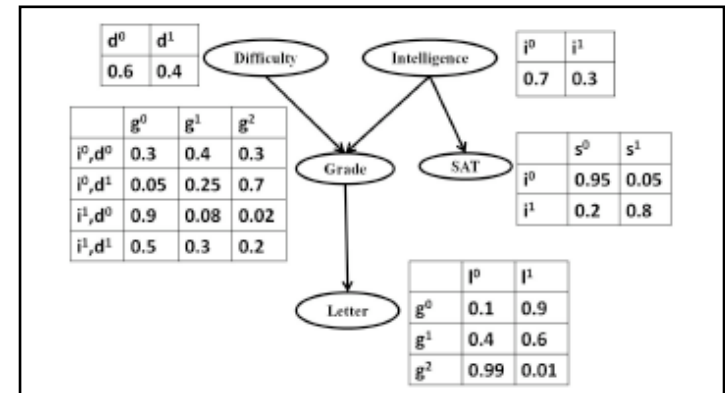 d⁰ d¹
0.6 0.4
Difficulty
Intelligence
i⁰ i¹
0.7 0.3
g⁰ g¹ g²
i⁰,d⁰ 0.3 0.4 0.3
i⁰,d¹ 0.05 0.25 0.7
i¹,d⁰ 0.9 0.08 0.02
i¹,d¹ 0.5 0.3 0.2
Grade
SAT
s⁰ s¹
i⁰ 0.95 0.05
i¹ 0.2 0.8
Letter
l⁰ l¹
g⁰ 0.1 0.9
g¹ 0.4 0.6
g² 0.99 0.01